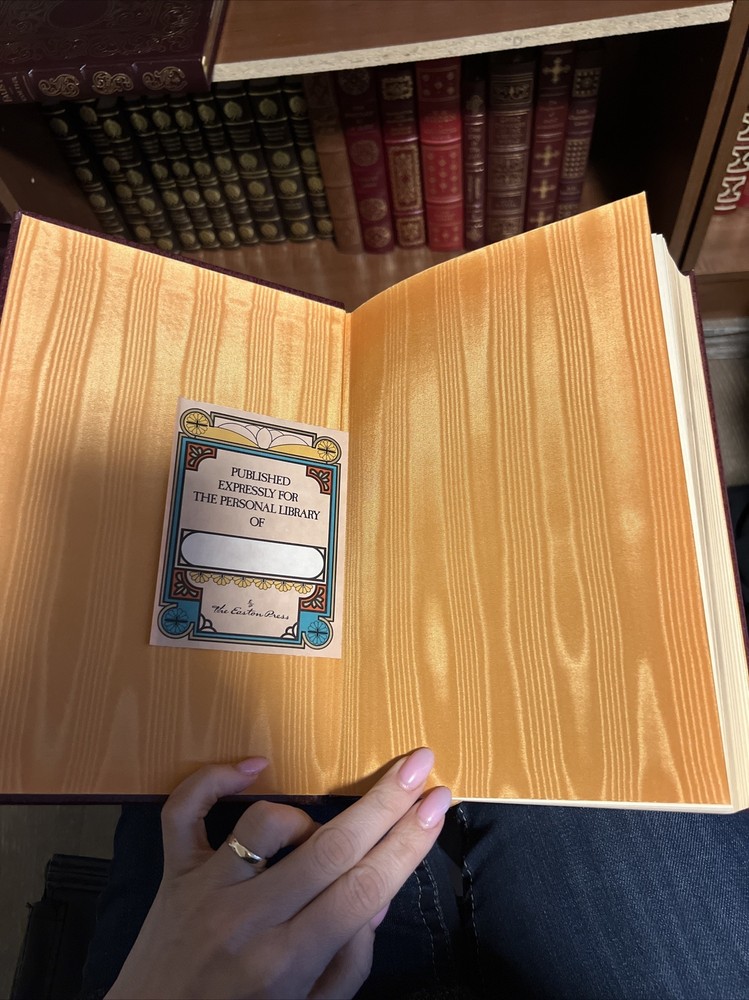 PUBLISHED
EXPRESSLY FOR
THE PERSONAL LIBRARY
OF
The Easton Press